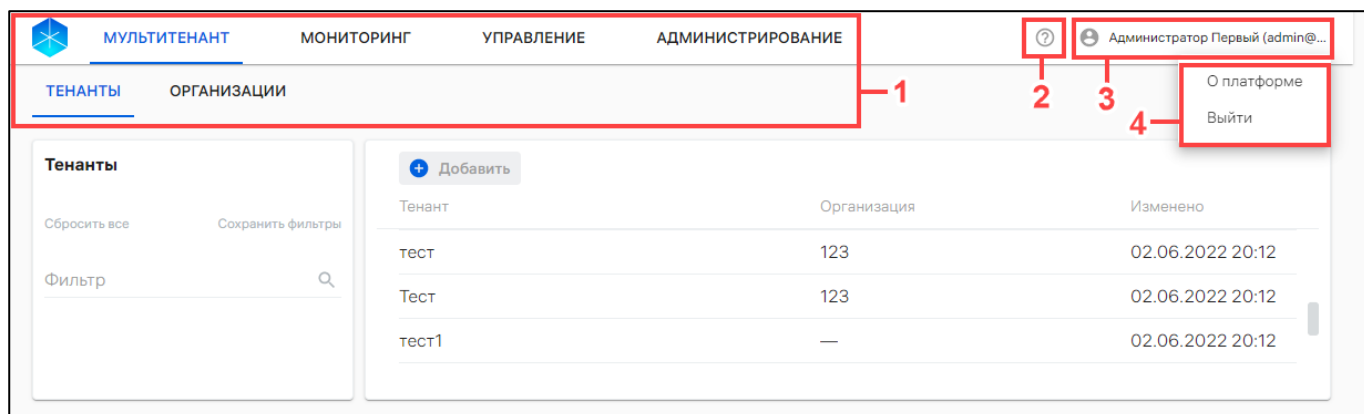 МУЛЬТИТЕНАНТ МОНИТОРИНГ УПРАВЛЕНИЕ АДМИНИСТРИРОВАНИЕ Администратор Первый (admin@...
ТЕНАНТЫ ОРГАНИЗАЦИИ
1
2
3
О платформе
4
Выйти
Тенанты
Добавить
Сбросить все Сохранить фильтры
Фильтр
Тенант Организация Изменено
тест 123 02.06.2022 20:12
Тест 123 02.06.2022 20:12
тест1 — 02.06.2022 20:12